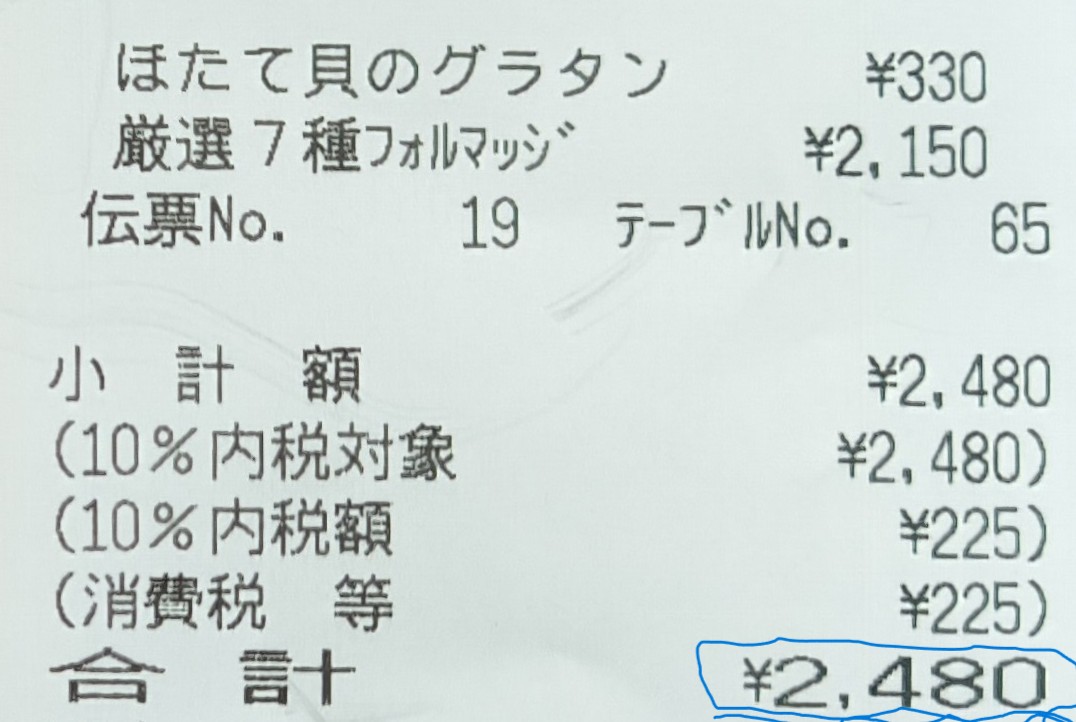 ほたて貝のグラタン ¥330
厳選7種フォルマッジ ¥2,150
伝票No. 19 テーブルNo. 65
小計額 ¥2,480
(10%内税対象 ¥2,480)
(10%内税額 ¥225)
(消費税 等 ¥225)
合計 ¥2,480